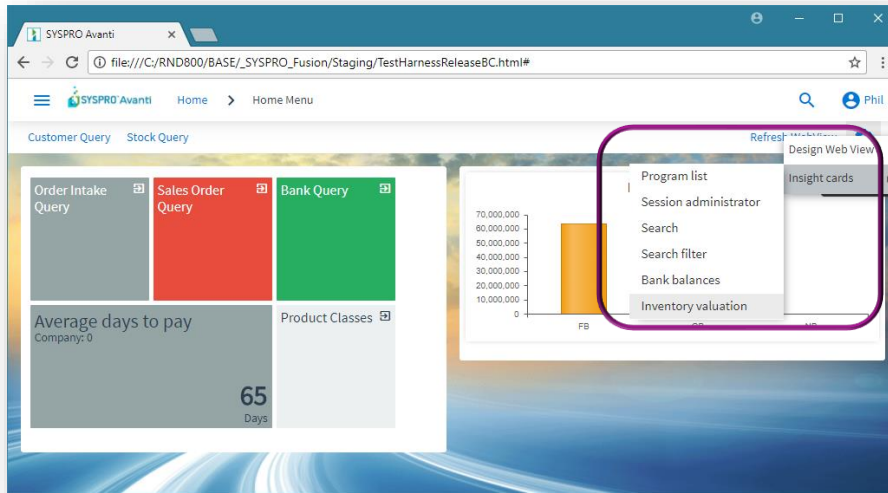 SYSPRO Avanti
file:///C:/RND800/BASE/_SYSPRO_Fusion/Staging/TestHarnessReleaseBC.html#
SYSPRO Avanti Home > Home Menu Phil
Customer Query Stock Query Refresh WebView
Design Web View
Insight cards
Program list
Session administrator
Search
Search filter
Bank balances
Inventory valuation
Order Intake Query
Sales Order Query
Bank Query
Average days to pay
Company: 0
65
Days
Product Classes
70,000,000
60,000,000
50,000,000
40,000,000
30,000,000
20,000,000
10,000,000
0
FB